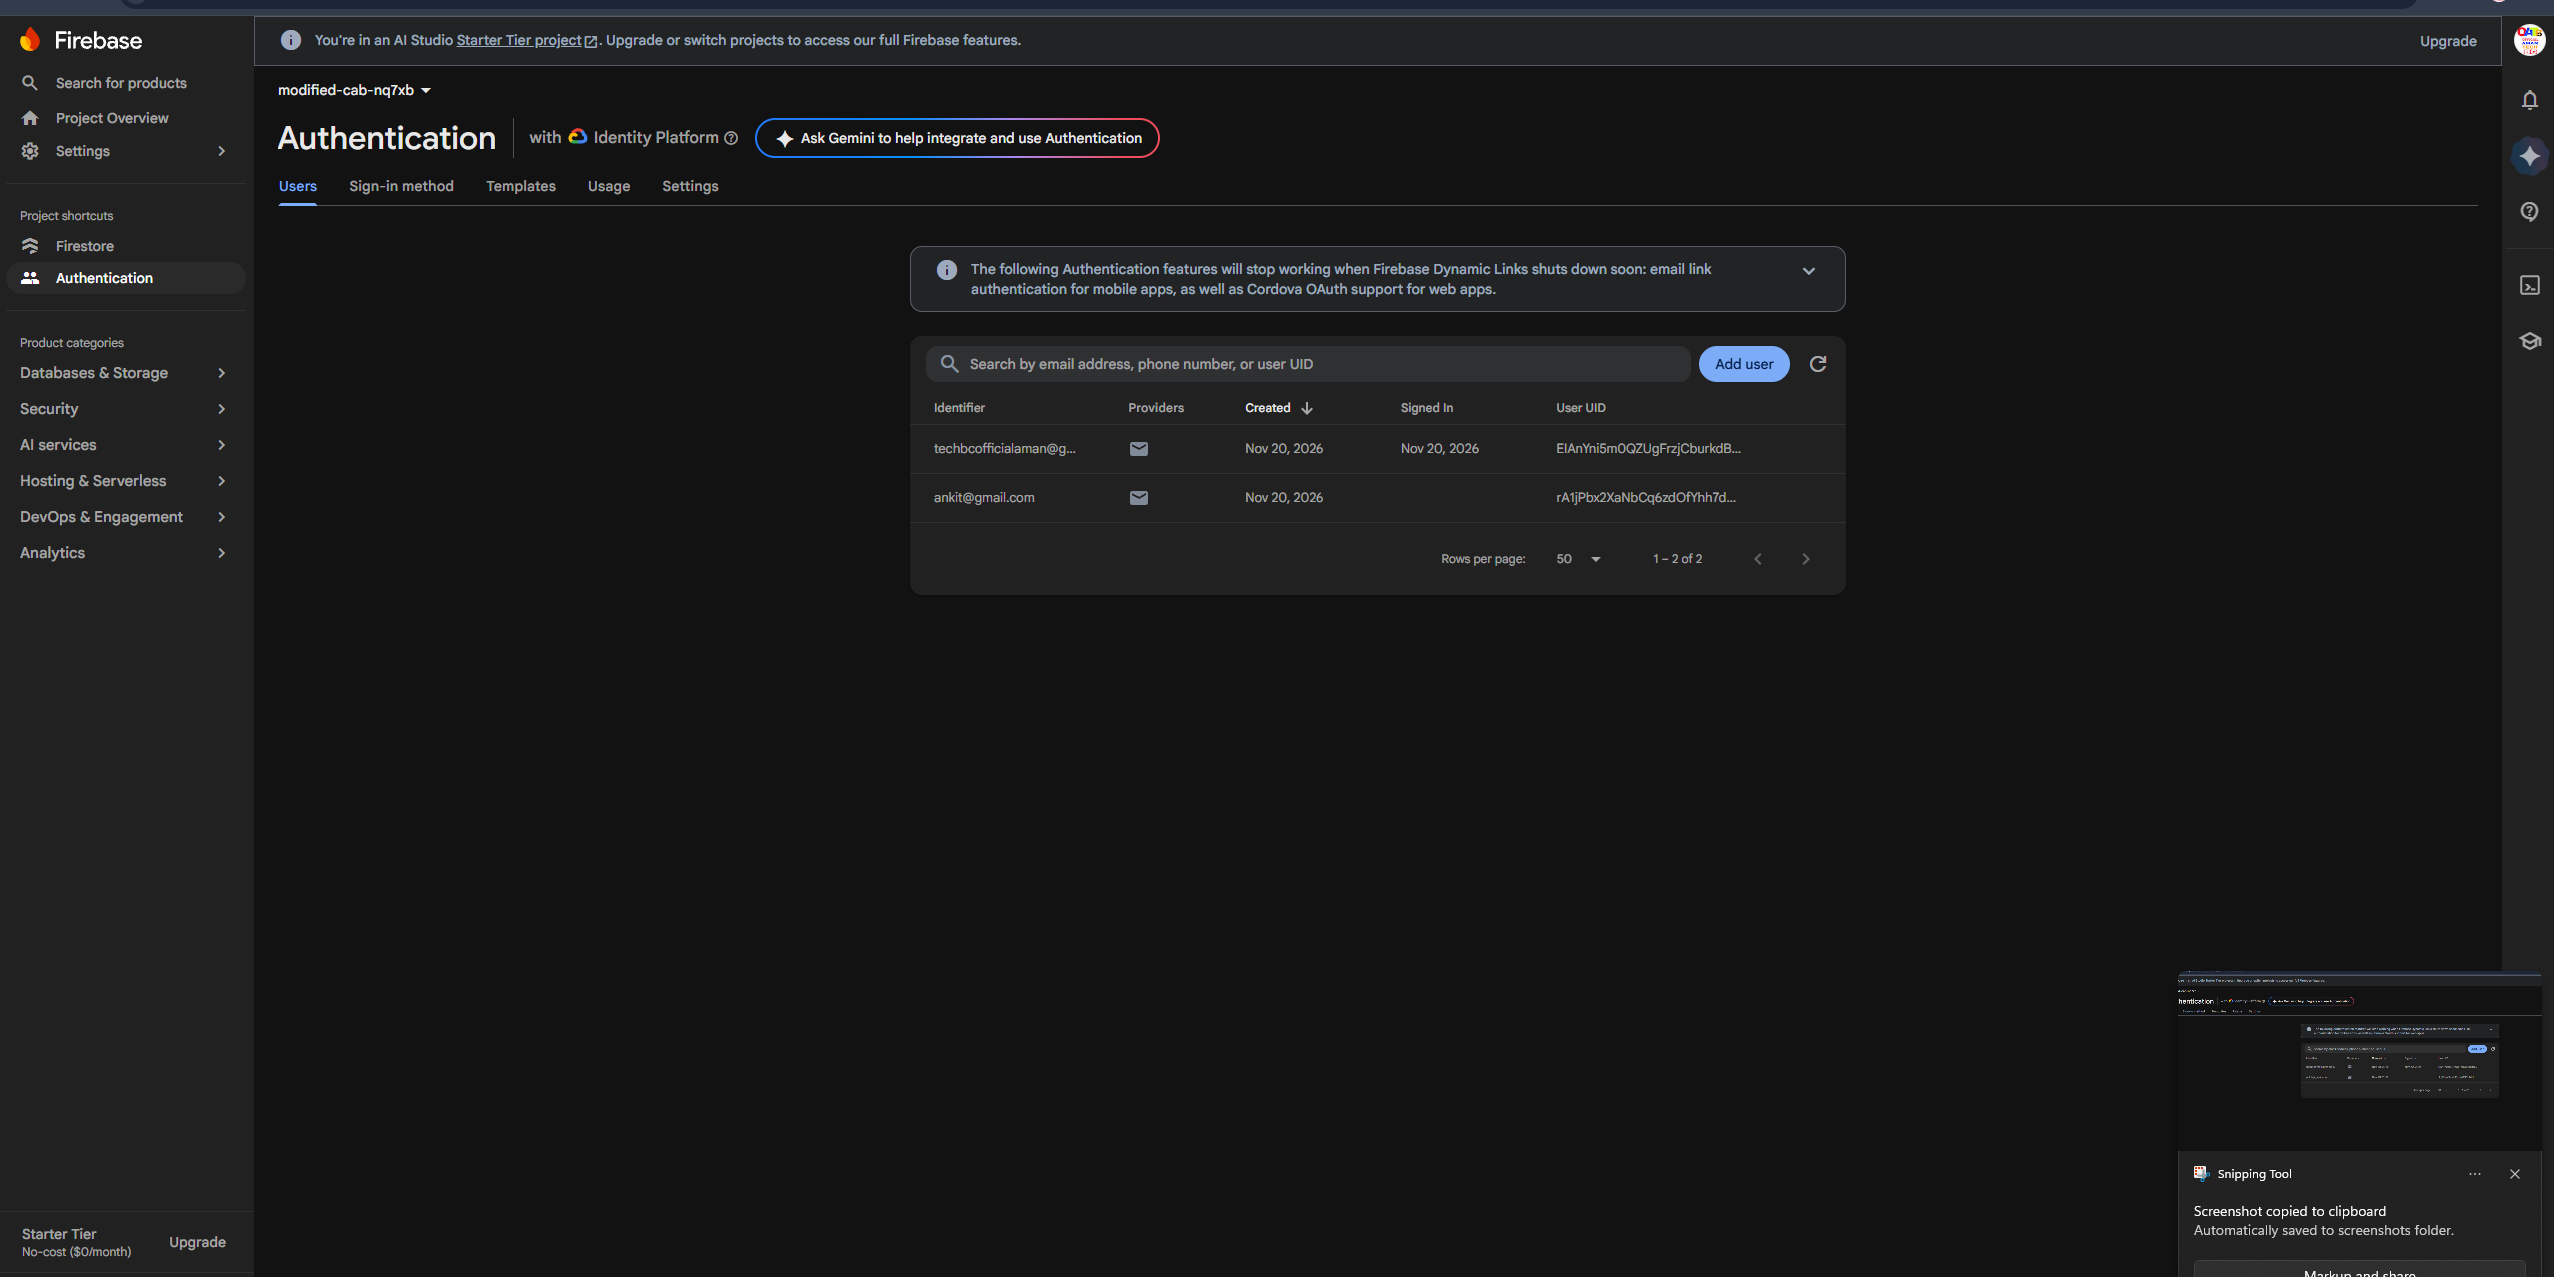 Firebase
Search for products
Project Overview
Settings
Project shortcuts
Firestore
Authentication
Product categories
Databases & Storage
Security
AI services
Hosting & Serverless
DevOps & Engagement
Analytics
Starter Tier
No-cost ($0/month)
Upgrade
You're in an AI Studio Starter Tier project. Upgrade or switch projects to access our full Firebase features.
Upgrade
modified-cab-nq7xb
Authentication with Identity Platform
Ask Gemini to help integrate and use Authentication
Users Sign-in method Templates Usage Settings
The following Authentication features will stop working when Firebase Dynamic Links shuts down soon: email link
authentication for mobile apps, as well as Cordova OAuth support for web apps.
Search by email address, phone number, or user UID
Add user
Identifier Providers Created Signed In User UID
techbcofficialaman@g... Nov 20, 2026 Nov 20, 2026 EIAnYni5m0QZUgFrzjCburkdB...
ankit@gmail.com Nov 20, 2026 rA1jPbx2XaNbCq6zdOfYhh7d...
Rows per page: 50 1 – 2 of 2
Snipping Tool
Screenshot copied to clipboard
Automatically saved to screenshots folder.
Markup and share